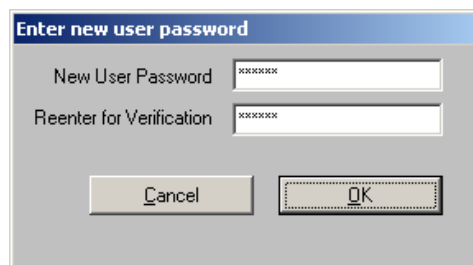 Enter new user password
New User Password ******
Reenter for Verification ******
Cancel OK